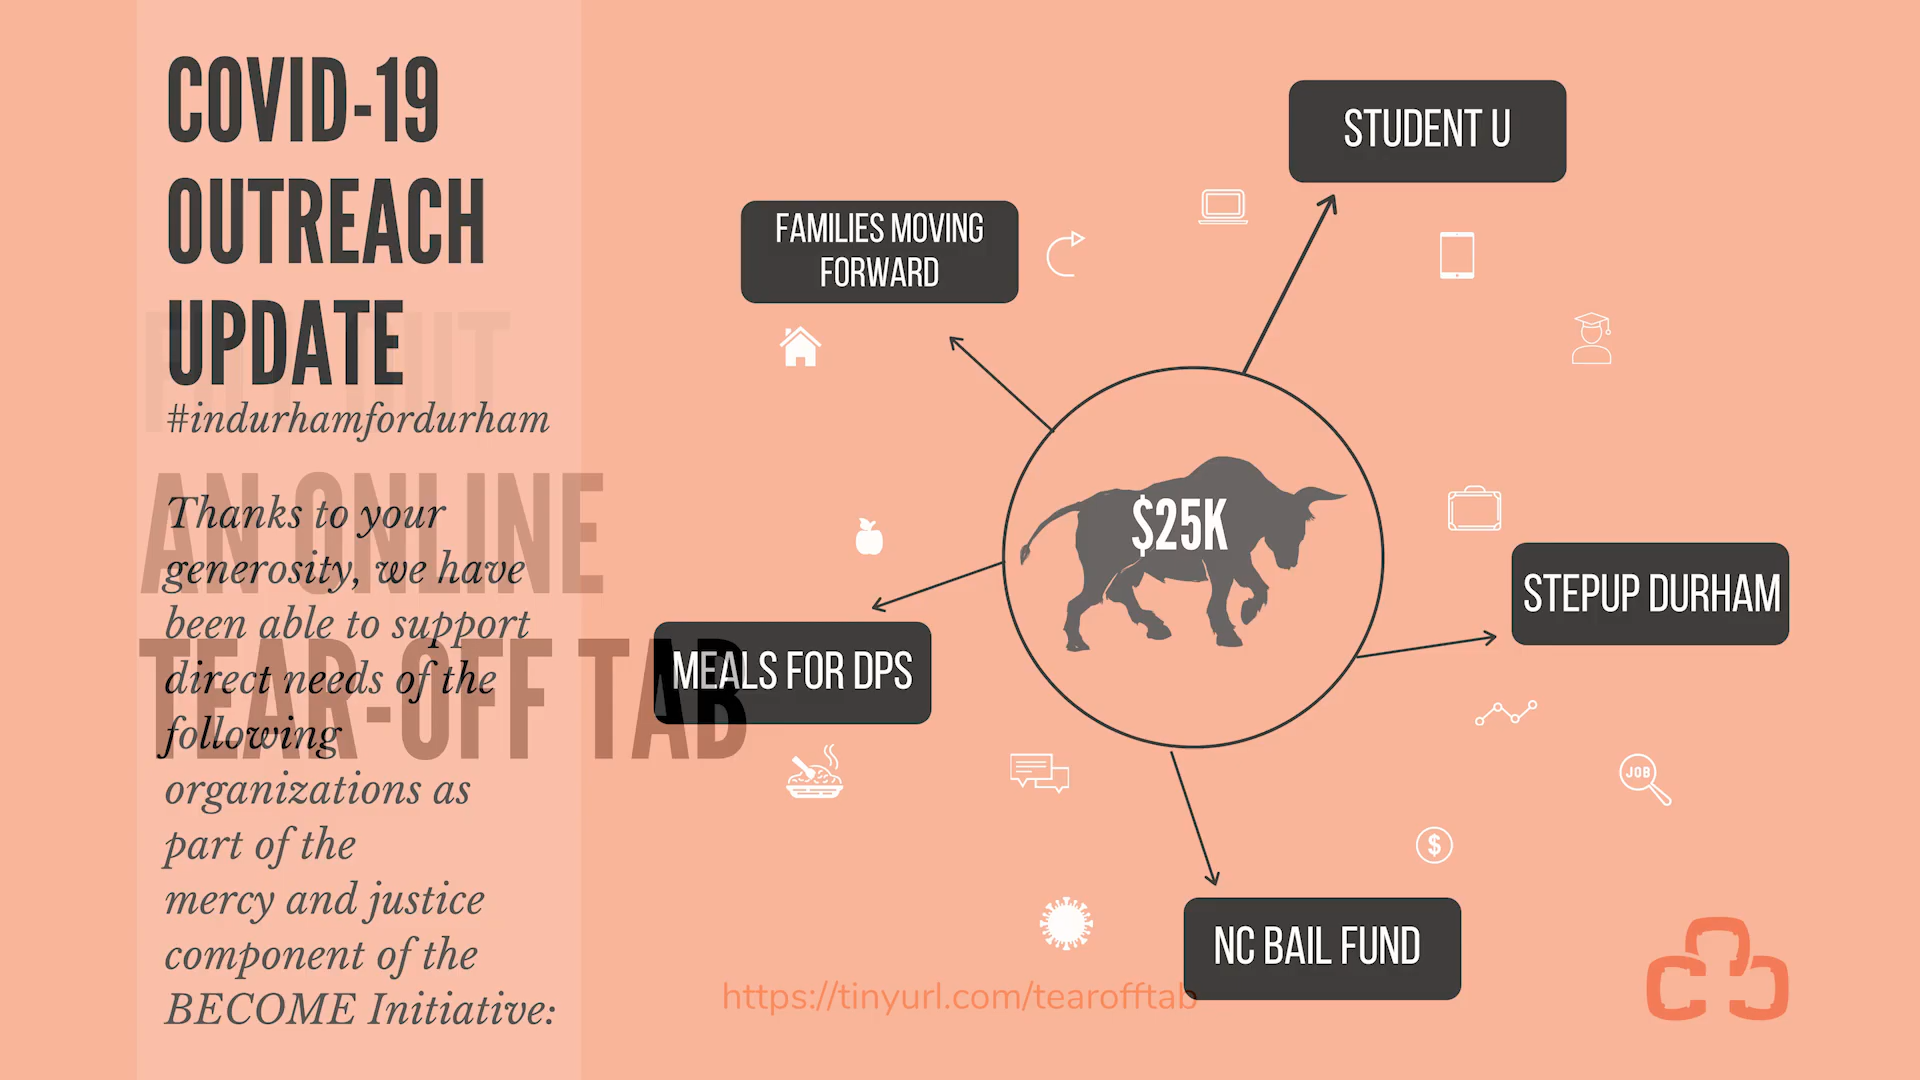 COVID-19
OUTREACH
UPDATE
#indurhamfordurham
Thanks to your
generosity, we have
been able to support
direct needs of the
following
organizations as
part of the
mercy and justice
component of the
BECOME Initiative:
AN ONLINE
TEAR-OFF TAB
STUDENT U
FAMILIES MOVING
FORWARD
$25K
STEPUP DURHAM
MEALS FOR DPS
JOB
$
NC BAIL FUND
https://tinyurl.com/tearofftab